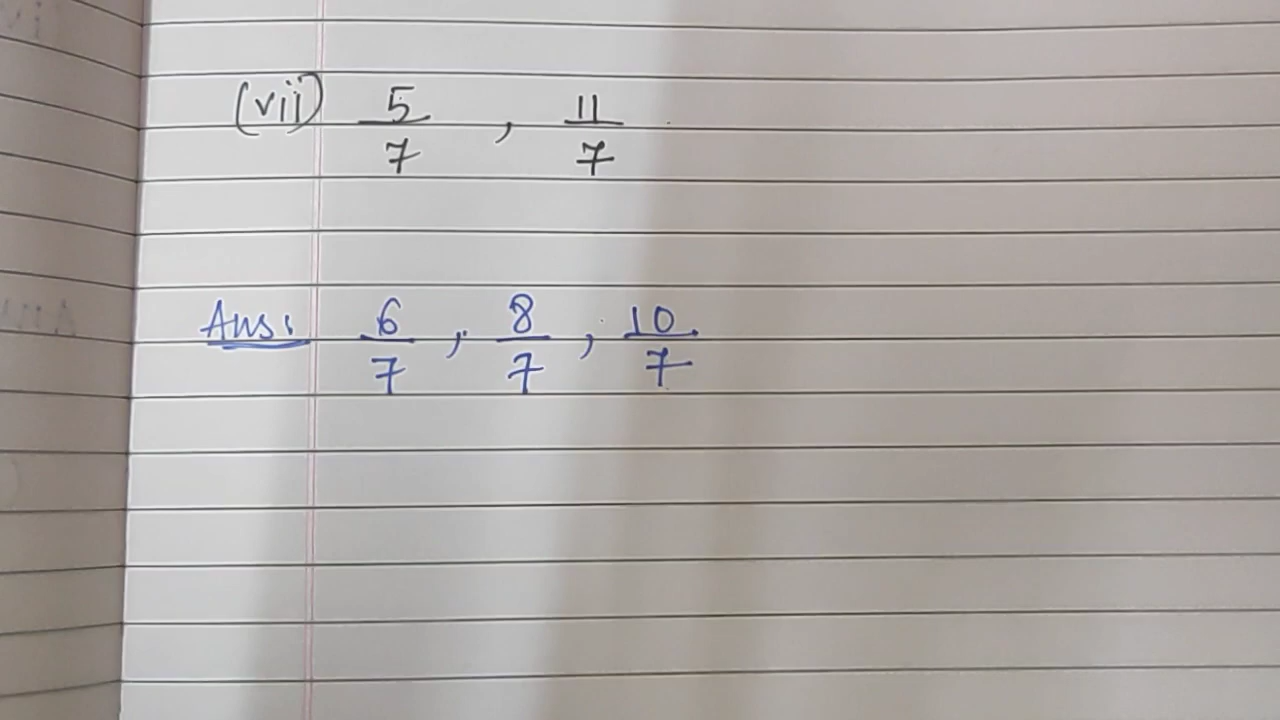 (vii) 5/7 , 11/7
Ans: 6/7 , 8/7 , 10/7